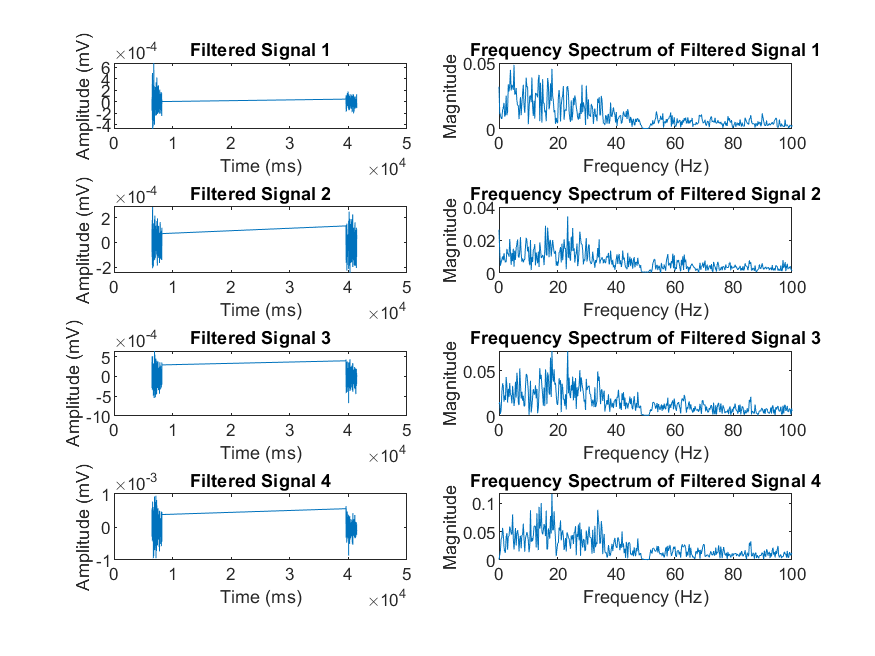 Filtered Signal 1
×10^-4
Amplitude (mV)
6
4
2
0
-2
-4
0 1 2 3 4 5
Time (ms)
×10^4
Frequency Spectrum of Filtered Signal 1
Magnitude
0.05
0
0 20 40 60 80 100
Frequency (Hz)
Filtered Signal 2
×10^-4
Amplitude (mV)
2
0
-2
0 1 2 3 4 5
Time (ms)
×10^4
Frequency Spectrum of Filtered Signal 2
Magnitude
0.04
0.02
0
0 20 40 60 80 100
Frequency (Hz)
Filtered Signal 3
×10^-4
Amplitude (mV)
5
0
-5
-10
0 1 2 3 4 5
Time (ms)
×10^4
Frequency Spectrum of Filtered Signal 3
Magnitude
0.05
0
0 20 40 60 80 100
Frequency (Hz)
Filtered Signal 4
×10^-3
Amplitude (mV)
1
0
-1
0 1 2 3 4 5
Time (ms)
×10^4
Frequency Spectrum of Filtered Signal 4
Magnitude
0.1
0.05
0
0 20 40 60 80 100
Frequency (Hz)